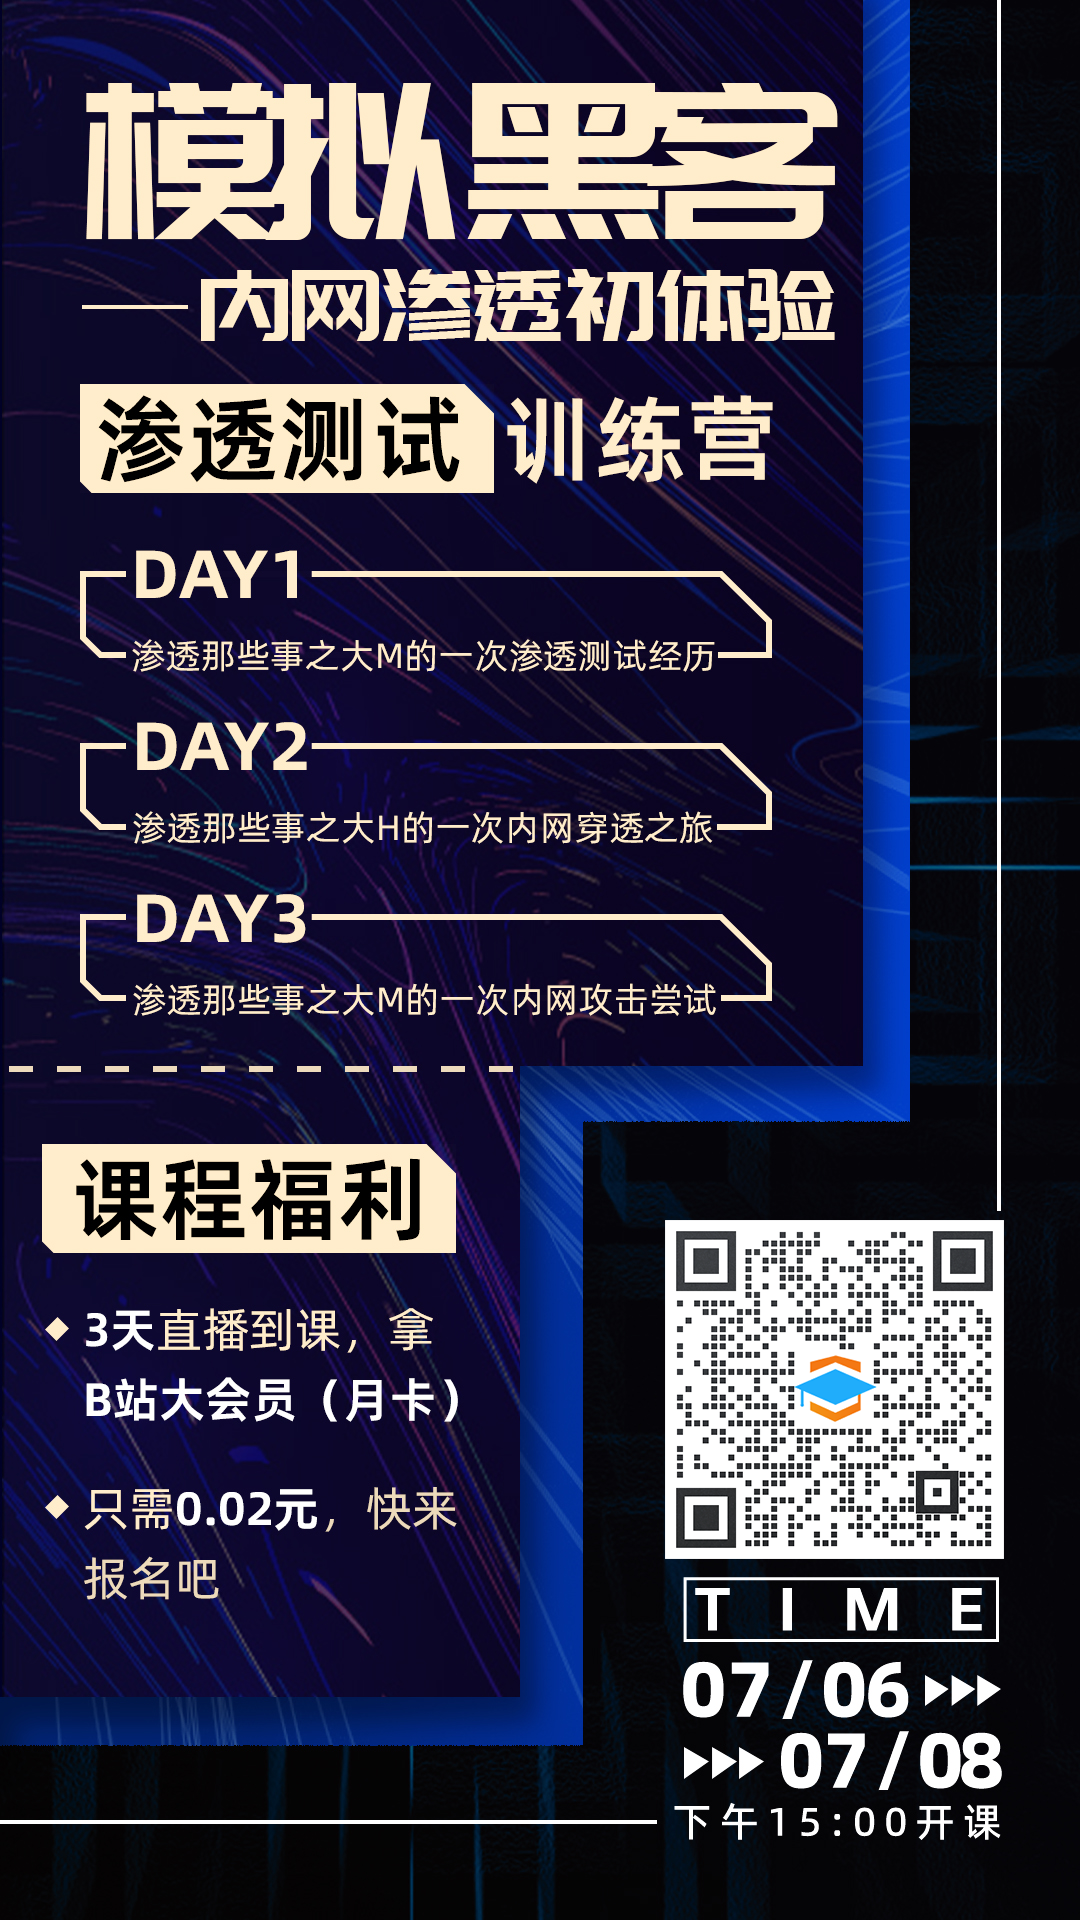 模拟黑客
——内网渗透初体验
渗透测试 训练营
DAY1
渗透那些事之大M的一次渗透测试经历
DAY2
渗透那些事之大H的一次内网穿透之旅
DAY3
渗透那些事之大M的一次内网攻击尝试
课程福利
3天直播到课，拿
B站大会员（月卡）
只需0.02元，快来
报名吧
TIME
07/06
07/08
下午15:00开课